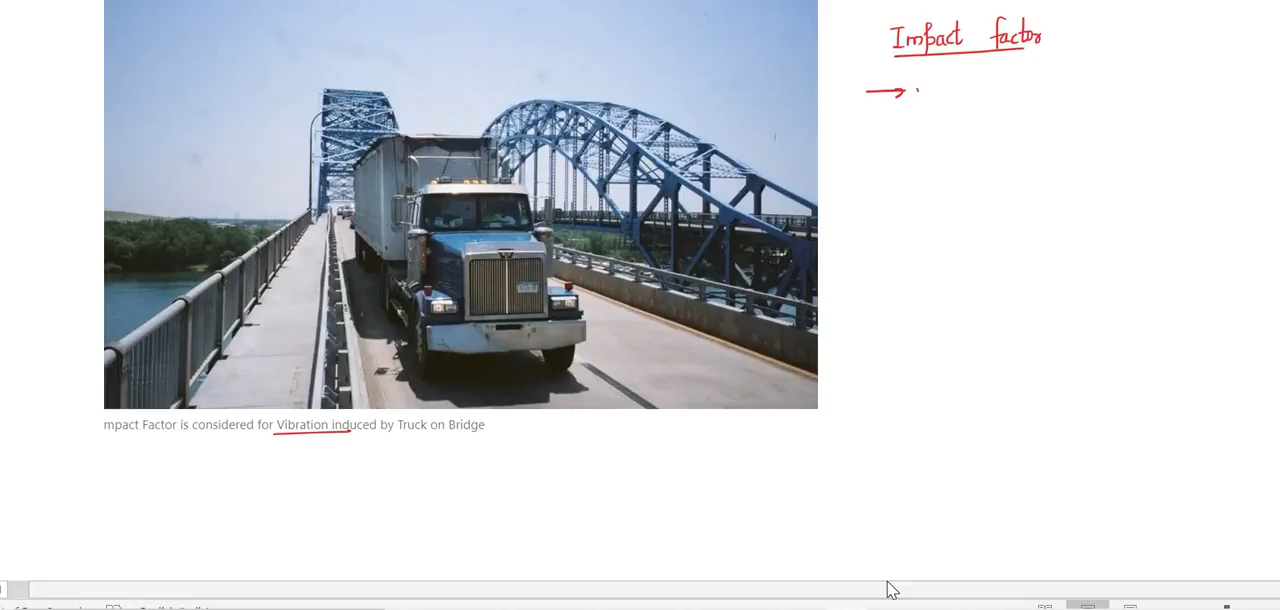 Impact factor
mpact Factor is considered for Vibration induced by Truck on Bridge